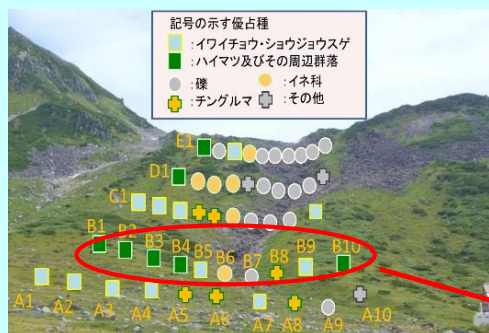 記号の示す優占種
：イワイチョウ・ショウジョウスゲ
：ハイマツ及びその周辺群落
：礫
：イネ科
：チングルマ
：その他
E1
D1
C1
B1
B2
B3
B4
B5
B6
B7
B8
B9
B10
A1
A2
A3
A4
A5
A6
A7
A8
A9
A10